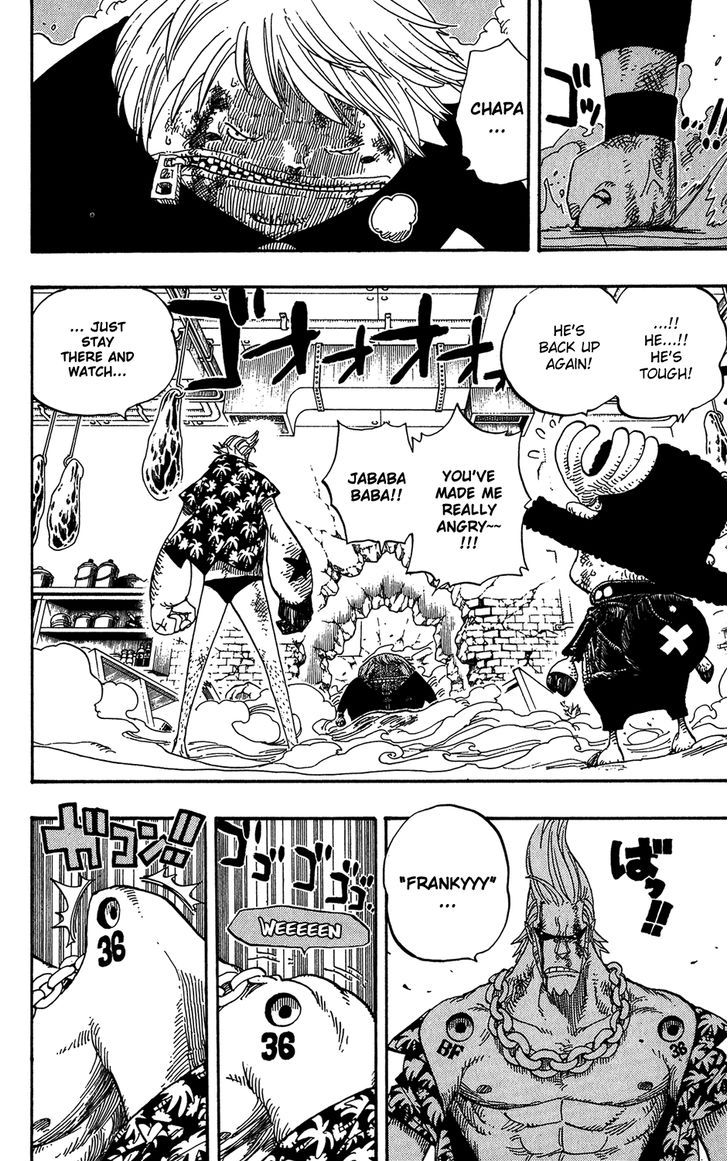 ゴゴ!!
CHAPA
...
...!!
HE...!!
HE'S
TOUGH!
HE'S
BACK UP
AGAIN!
ゴオオオオ
... JUST
STAY
THERE AND
WATCH...
YOU'VE
MADE ME
REALLY
ANGRY~~
!!!
JABABA
BABA!!
ばっ!!
"FRANKYYY"
...
BF
36
ゴゴゴゴゴ
WEEEEEN
36
ガコン!!
36